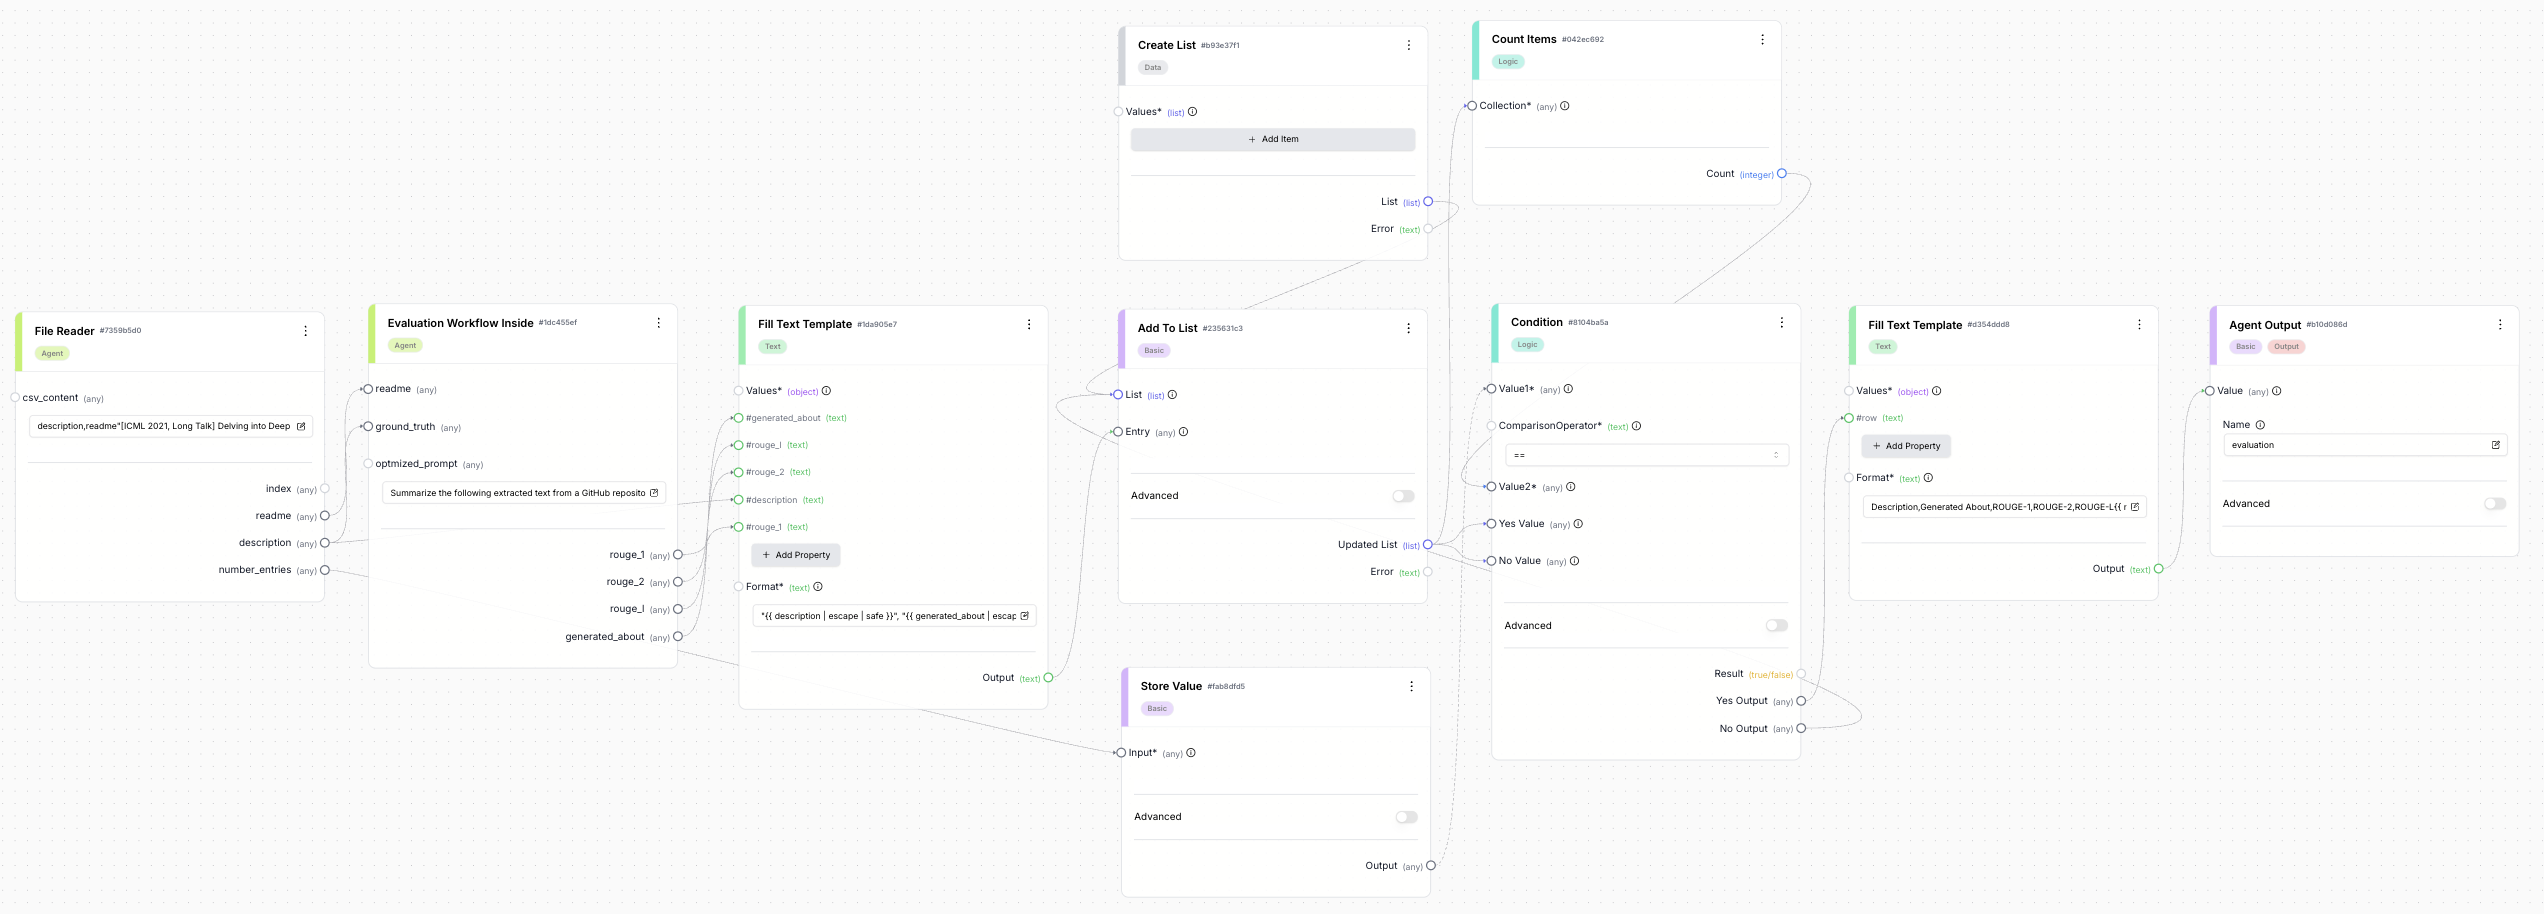 File Reader #7359b5d0
Agent
csv_content (any)
description,readme"[ICML 2021, Long Talk] Delving into Deep
index (any)
readme (any)
description (any)
number_entries (any)
Evaluation Workflow Inside #1dc455ef
Agent
readme (any)
ground_truth (any)
optmized_prompt (any)
Summarize the following extracted text from a GitHub reposito
rouge_1 (any)
rouge_2 (any)
rouge_l (any)
generated_about (any)
Fill Text Template #1da905e7
Text
Values* (object)
#generated_about (text)
#rouge_l (text)
#rouge_2 (text)
#description (text)
#rouge_1 (text)
+ Add Property
Format* (text)
"{{ description | escape | safe }}", "{{ generated_about | escap
Output (text)
Create List #b93e37f1
Data
Values* (list)
+ Add Item
List (list)
Error (text)
Add To List #235631c3
Basic
List (list)
Entry (any)
Advanced
Updated List (list)
Error (text)
Store Value #fab8dfd5
Basic
Input* (any)
Advanced
Output (any)
Count Items #042ec692
Logic
Collection* (any)
Count (integer)
Condition #8104ba5a
Logic
Value1* (any)
ComparisonOperator* (text)
==
Value2* (any)
Yes Value (any)
No Value (any)
Advanced
Result (true/false)
Yes Output (any)
No Output (any)
Fill Text Template #d354ddd8
Text
Values* (object)
#row (text)
+ Add Property
Format* (text)
Description,Generated About,ROUGE-1,ROUGE-2,ROUGE-L{{ r
Output (text)
Agent Output #b10d086d
Basic Output
Value (any)
Name
evaluation
Advanced